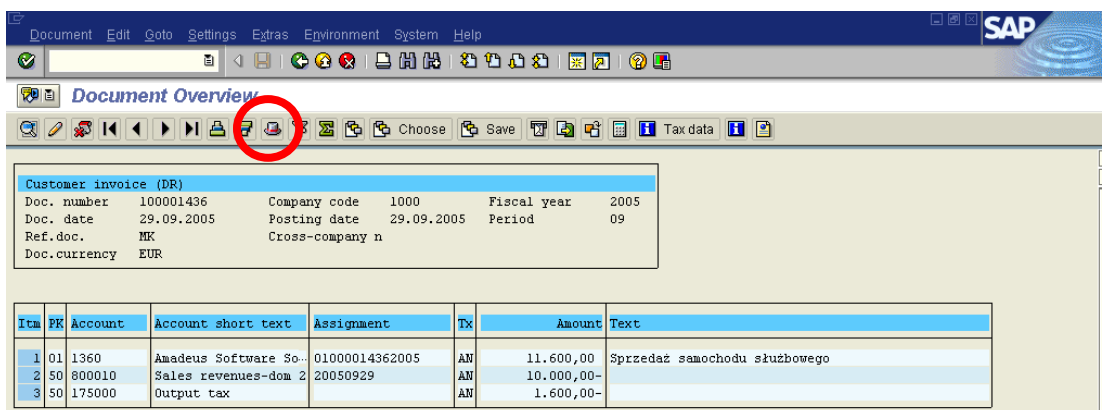 Document Edit Goto Settings Extras Environment System Help
SAP
Document Overview
Choose Save Tax data
Customer invoice (DR)
Doc. number 100001436 Company code 1000 Fiscal year 2005
Doc. date 29.09.2005 Posting date 29.09.2005 Period 09
Ref.doc. MK Cross-company n
Doc.currency EUR
Itm PK Account Account short text Assignment Tx Amount Text
1 01 1360 Amadeus Software So… 01000014362005 AN 11.600,00 Sprzedaż samochodu służbowego
2 50 800010 Sales revenues-dom 2 20050929 AN 10.000,00-
3 50 175000 Output tax AN 1.600,00-